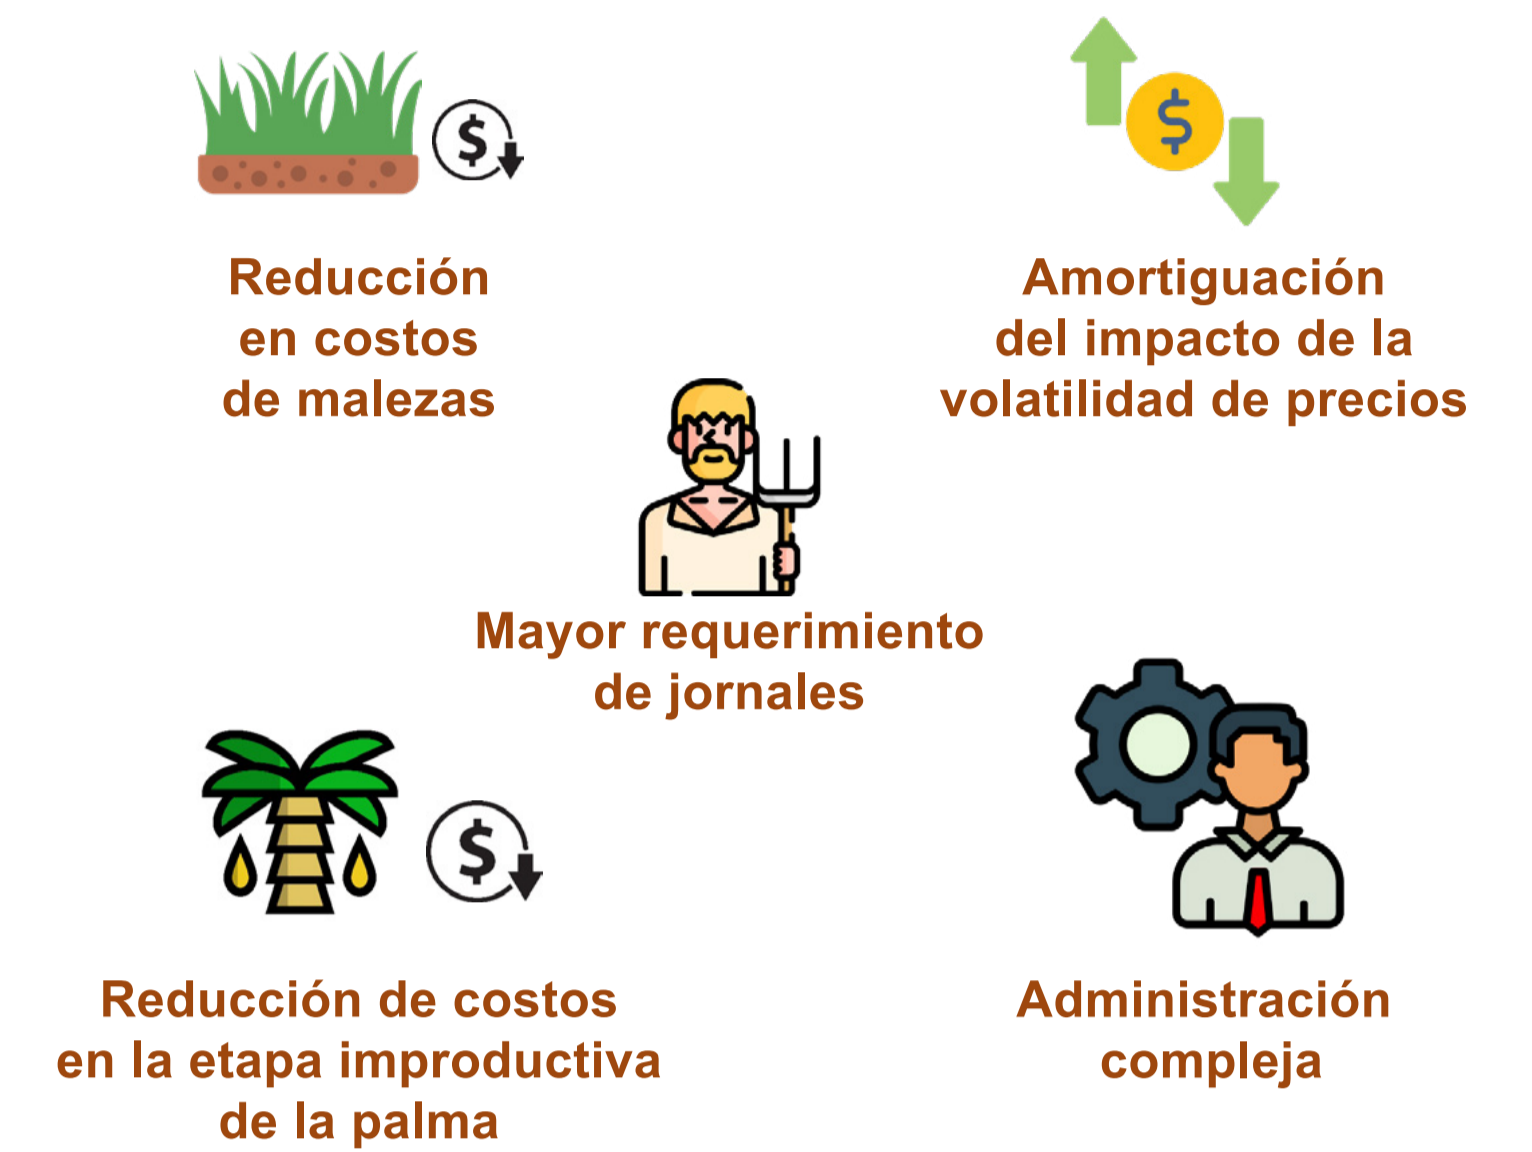 Reducción
en costos
de malezas
Amortiguación
del impacto de la
volatilidad de precios
Mayor requerimiento
de jornales
Reducción de costos
en la etapa improductiva
de la palma
Administración
compleja